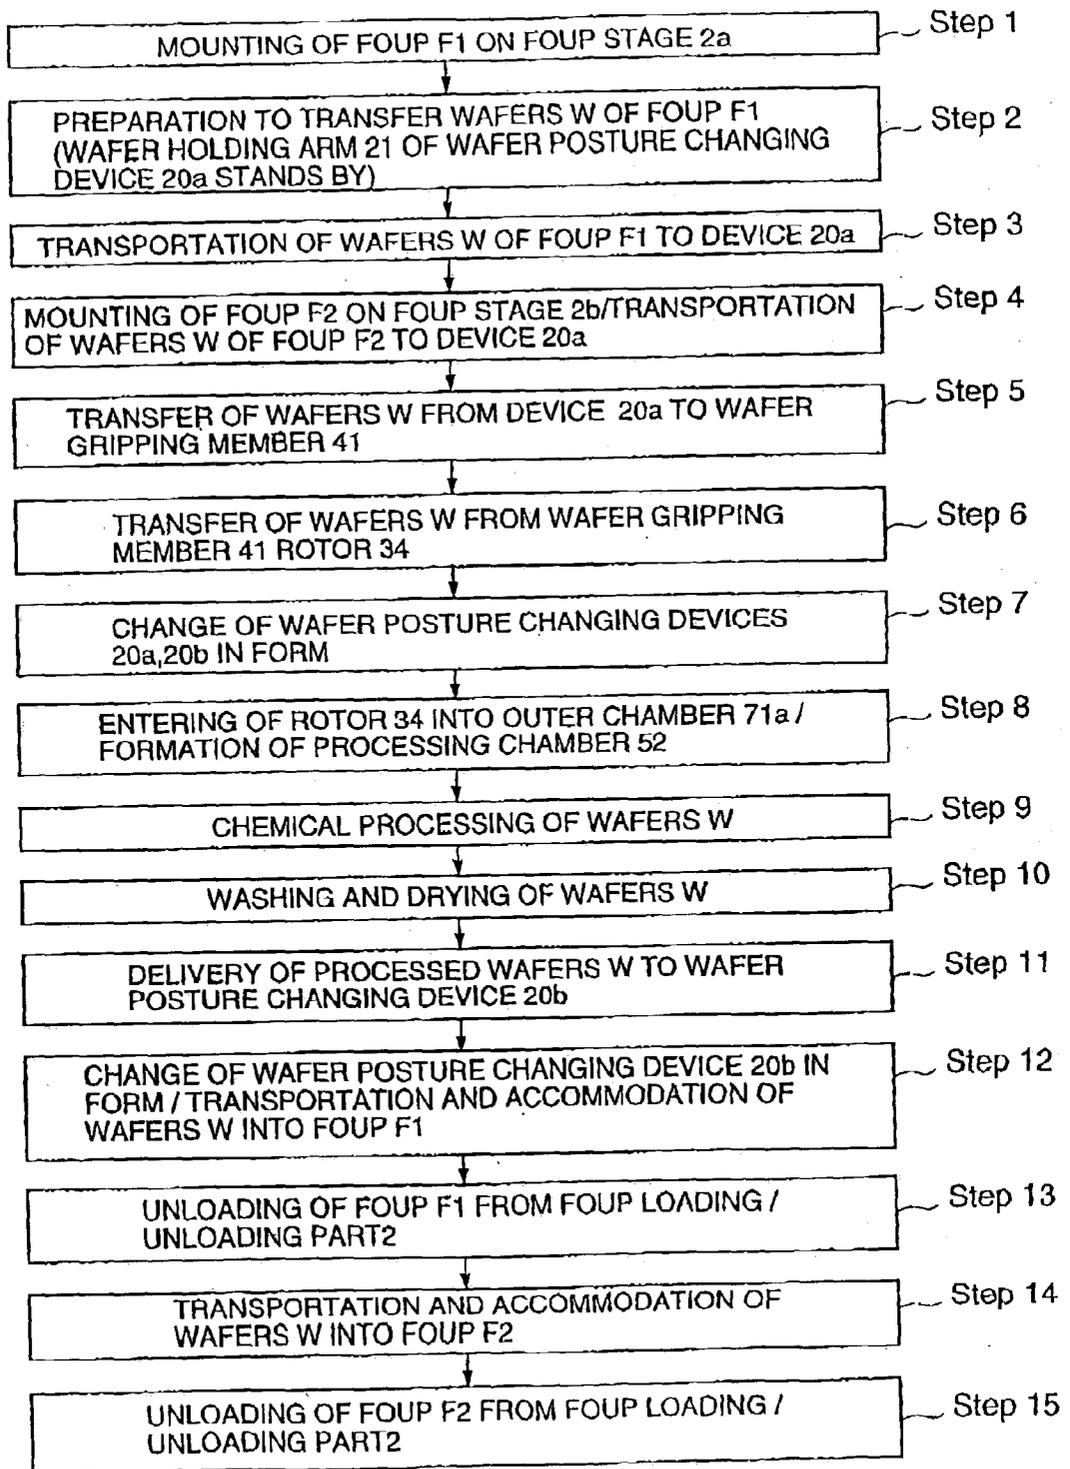 MOUNTING OF FOUP F1 ON FOUP STAGE 2a
Step 1
PREPARATION TO TRANSFER WAFERS W OF FOUP F1
(WAFER HOLDING ARM 21 OF WAFER POSTURE CHANGING
DEVICE 20a STANDS BY)
Step 2
TRANSPORTATION OF WAFERS W OF FOUP F1 TO DEVICE 20a
Step 3
MOUNTING OF FOUP F2 ON FOUP STAGE 2b/TRANSPORTATION
OF WAFERS W OF FOUP F2 TO DEVICE 20a
Step 4
TRANSFER OF WAFERS W FROM DEVICE 20a TO WAFER
GRIPPING MEMBER 41
Step 5
TRANSFER OF WAFERS W FROM WAFER GRIPPING
MEMBER 41 ROTOR 34
Step 6
CHANGE OF WAFER POSTURE CHANGING DEVICES
20a,20b IN FORM
Step 7
ENTERING OF ROTOR 34 INTO OUTER CHAMBER 71a /
FORMATION OF PROCESSING CHAMBER 52
Step 8
CHEMICAL PROCESSING OF WAFERS W
Step 9
WASHING AND DRYING OF WAFERS W
Step 10
DELIVERY OF PROCESSED WAFERS W TO WAFER
POSTURE CHANGING DEVICE 20b
Step 11
CHANGE OF WAFER POSTURE CHANGING DEVICE 20b IN
FORM / TRANSPORTATION AND ACCOMMODATION OF
WAFERS W INTO FOUP F1
Step 12
UNLOADING OF FOUP F1 FROM FOUP LOADING /
UNLOADING PART2
Step 13
TRANSPORTATION AND ACCOMMODATION OF
WAFERS W INTO FOUP F2
Step 14
UNLOADING OF FOUP F2 FROM FOUP LOADING /
UNLOADING PART2
Step 15